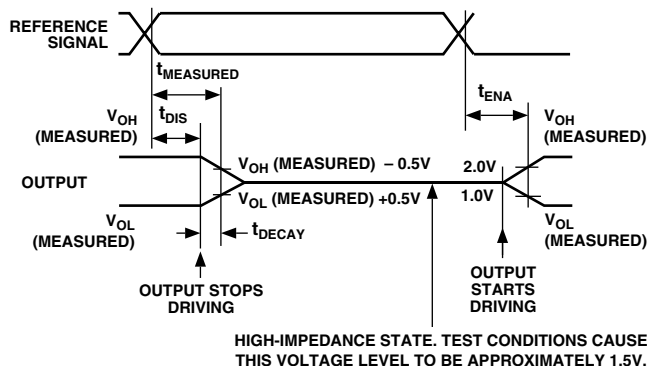 REFERENCE
SIGNAL
tMEASURED
tENA
VOH
(MEASURED)
tDIS
VOH
(MEASURED)
VOH (MEASURED) – 0.5V
2.0V
OUTPUT
VOL (MEASURED) +0.5V
1.0V
VOL
(MEASURED)
tDECAY
VOL
(MEASURED)
OUTPUT STOPS
DRIVING
OUTPUT
STARTS
DRIVING
HIGH-IMPEDANCE STATE. TEST CONDITIONS CAUSE
THIS VOLTAGE LEVEL TO BE APPROXIMATELY 1.5V.